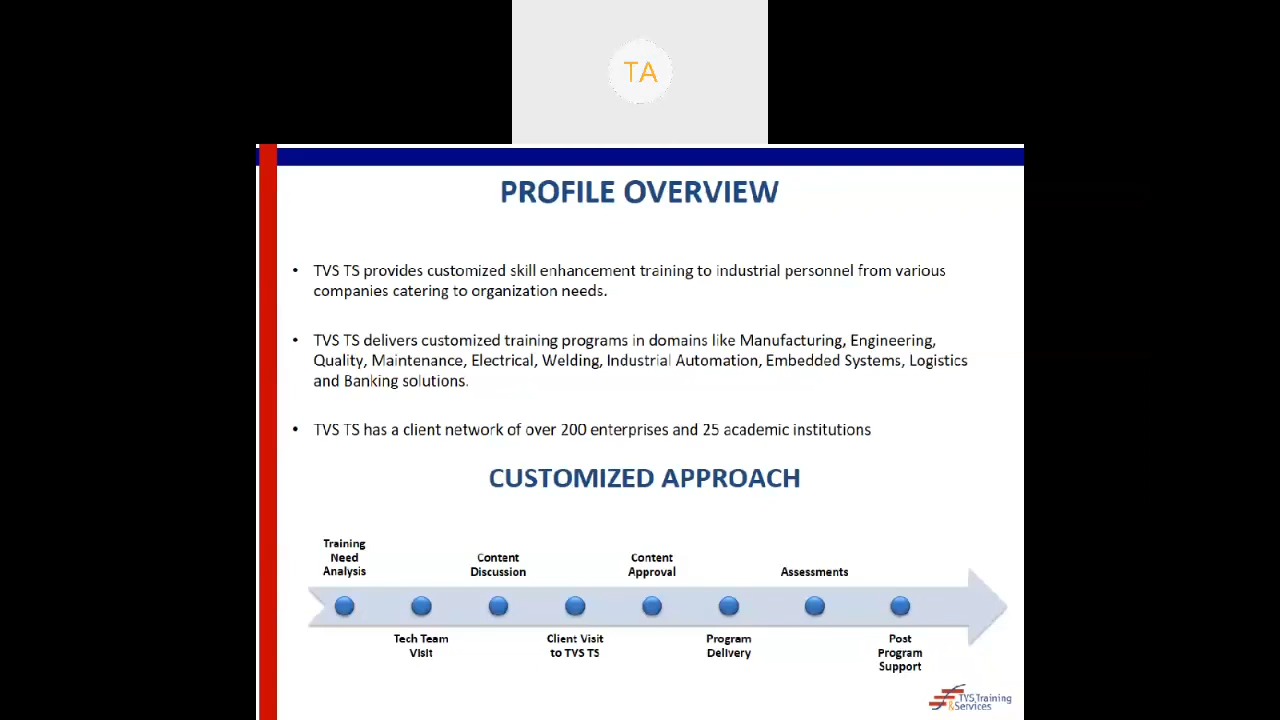 TA
PROFILE OVERVIEW
• TVS TS provides customized skill enhancement training to industrial personnel from various
companies catering to organization needs.
• TVS TS delivers customized training programs in domains like Manufacturing, Engineering,
Quality, Maintenance, Electrical, Welding, Industrial Automation, Embedded Systems, Logistics
and Banking solutions.
• TVS TS has a client network of over 200 enterprises and 25 academic institutions
CUSTOMIZED APPROACH
Training
Need
Analysis
Tech Team
Visit
Content
Discussion
Client Visit
to TVS TS
Content
Approval
Program
Delivery
Assessments
Post
Program
Support
TVS Training
&Services